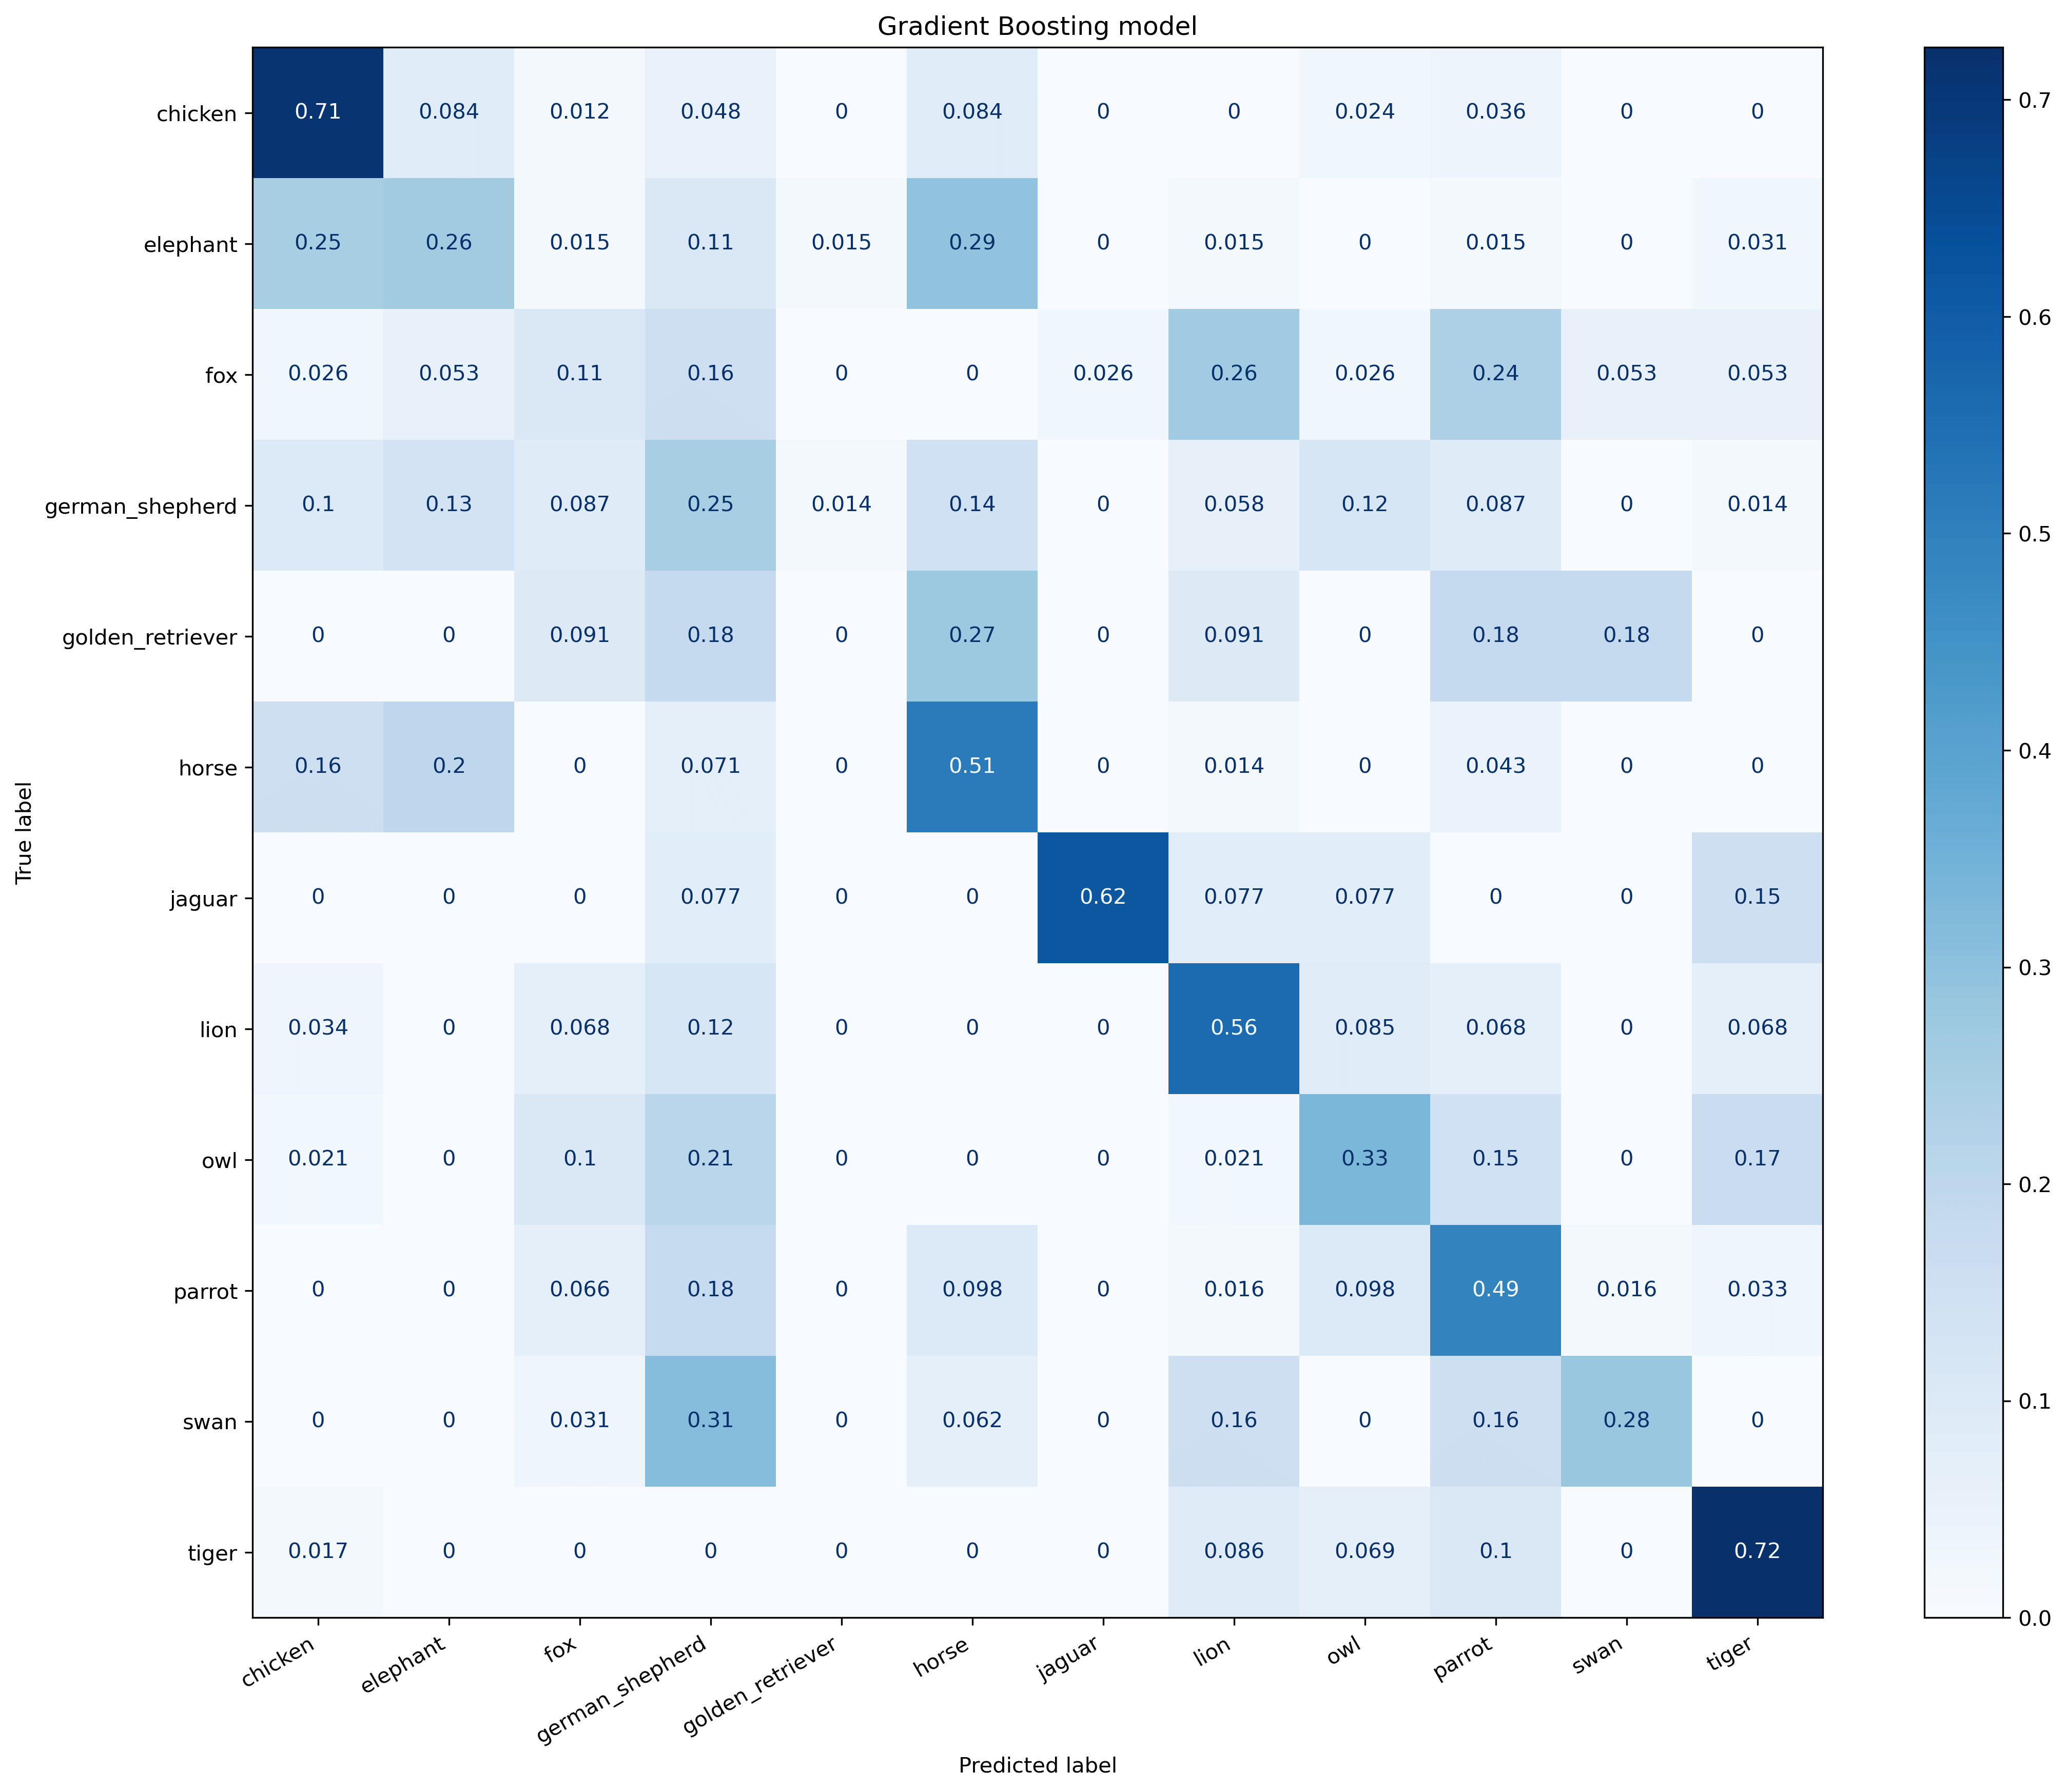 Gradient Boosting model
chicken 0.71 0.084 0.012 0.048 0 0.084 0 0 0.024 0.036 0 0
elephant 0.25 0.26 0.015 0.11 0.015 0.29 0 0.015 0 0.015 0 0.031
fox 0.026 0.053 0.11 0.16 0 0 0.026 0.26 0.026 0.24 0.053 0.053
german_shepherd 0.1 0.13 0.087 0.25 0.014 0.14 0 0.058 0.12 0.087 0 0.014
golden_retriever 0 0 0.091 0.18 0 0.27 0 0.091 0 0.18 0.18 0
horse 0.16 0.2 0 0.071 0 0.51 0 0.014 0 0.043 0 0
jaguar 0 0 0 0.077 0 0 0.62 0.077 0.077 0 0 0.15
lion 0.034 0 0.068 0.12 0 0 0 0.56 0.085 0.068 0 0.068
owl 0.021 0 0.1 0.21 0 0 0 0.021 0.33 0.15 0 0.17
parrot 0 0 0.066 0.18 0 0.098 0 0.016 0.098 0.49 0.016 0.033
swan 0 0 0.031 0.31 0 0.062 0 0.16 0 0.16 0.28 0
tiger 0.017 0 0 0 0 0 0 0.086 0.069 0.1 0 0.72
chicken elephant fox german_shepherd golden_retriever horse jaguar lion owl parrot swan tiger
Predicted label
True label
0.7
0.6
0.5
0.4
0.3
0.2
0.1
0.0